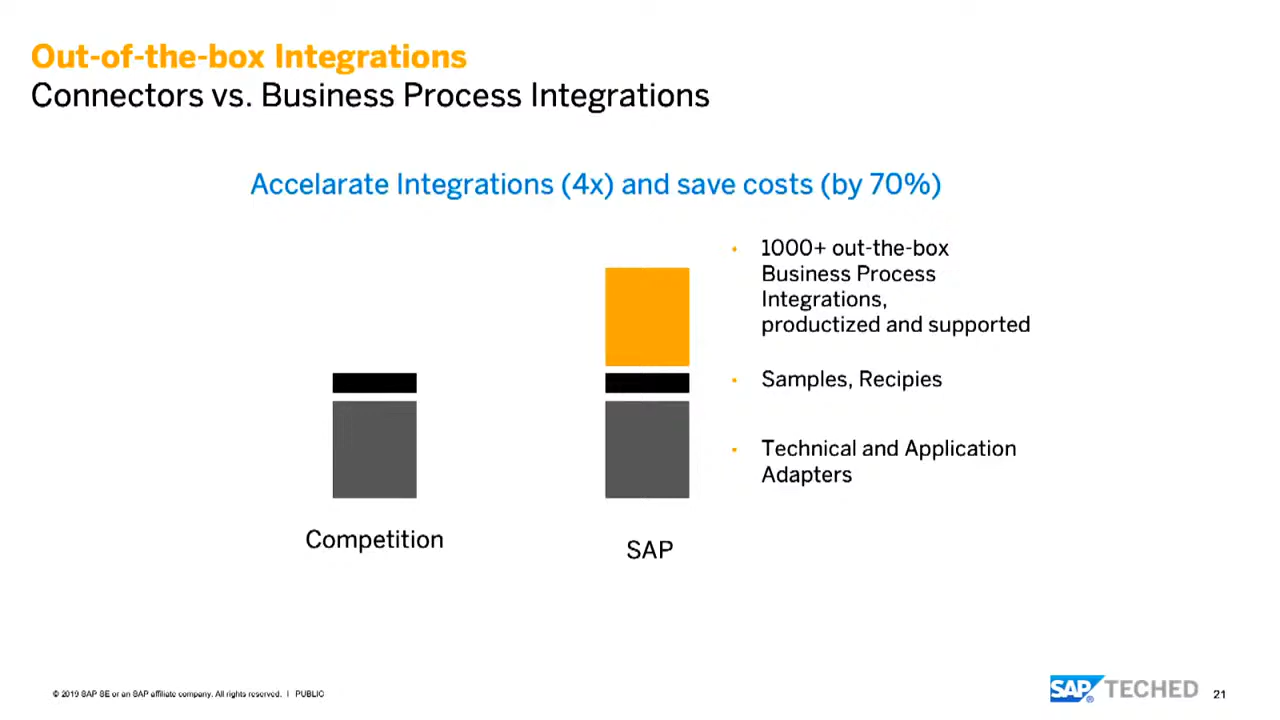 Out-of-the-box Integrations
Connectors vs. Business Process Integrations
Accelarate Integrations (4x) and save costs (by 70%)
1000+ out-the-box
Business Process
Integrations,
productized and supported
Samples, Recipies
Technical and Application
Adapters
Competition
SAP
© 2019 SAP SE or an SAP affiliate company. All rights reserved. | PUBLIC
SAP® TECHED
21